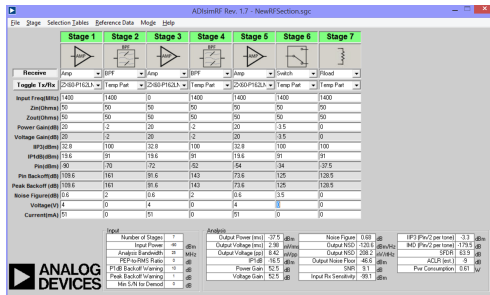 ADIsimRF Rev. 1.7 - NewRFSection.sgc
File Stage Selection Tables Reference Data Mode Help
Stage 1 Stage 2 Stage 3 Stage 4 Stage 5 Stage 6 Stage 7
AMP BPF AMP BPF AMP
Receive Amp BPF Amp BPF Amp Switch Rload
Toggle Tx/Rx ZX60-P162LN Temp Part ZX60-P162LN Temp Part ZX60-P162LN Temp Part Temp Part
Input Freq(MHz) 1400 1400 0 1400 1400 1400 1400
Zin(Ohms) 50 50 50 50 50 50 50
Zout(Ohms) 50 50 50 50 50 50 50
Power Gain(dB) 20 -2 20 -2 20 -3.5 0
Voltage Gain(dB) 20 -2 20 -2 20 -3.5 0
IIP3(dBm) 32.8 100 32.8 100 32.8 100 100
IP1dB(dBm) 19.6 91 19.6 91 19.6 91 91
Pin(dBm) -90 -70 -72 -52 -54 -34 -37.5
Pin Backoff(dB) 109.6 161 91.6 143 73.6 125 128.5
Peak Backoff (dB) 109.6 161 91.6 143 73.6 125 128.5
Noise Figure(dB) 0.6 2 0.6 2 0.6 3.5 0
Voltage(V) 4 0 4 0 4 0 0
Current(mA) 51 0 51 0 51 0 0
Input Analysis
Number of Stages 7 Output Power (rms) -37.5 dBm Noise Figure 0.60 dB IIP3 (Pin/2 per tone) -3.3 dBm
Input Power -90 dBm Output Voltage (rms) 2.98 mVrms Output NSD -120.6 dBm/Hz IMD (Pin/2 per tone) -179.5 dB
Analysis Bandwidth MHz Output Voltage (pp) 8.42 mVpp Output NSD 208.2 nV/rtHz SFDR 63.9 dB
PEP-to-RMS Ratio 0 dB IP1dB -16.5 dBm Output Noise Floor -46.6 dBm ACLR (est.) -9 dB
P1dB Backoff Warning dB Power Gain 52.5 dB SNR 9.1 dB Pwr Consumption 0.61 W
Peak Backoff Warning dB Voltage Gain 52.5 dB Input Rx Sensitivity -99.1 dBm
Min S/N for Demod dB
ANALOG
DEVICES